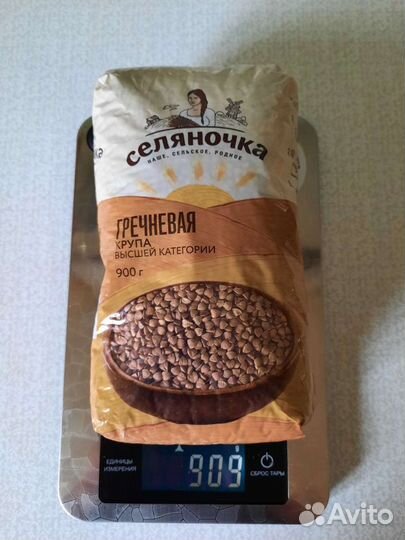 селяночка
НАШЕ, СЕЛЬСКОЕ, РОДНОЕ
ГРЕЧНЕВАЯ
КРУПА
ВЫСШЕЙ КАТЕГОРИИ
900 г
ЕДИНИЦЫ
ИЗМЕРЕНИЯ
909
СБРОС ТАРЫ
Avito